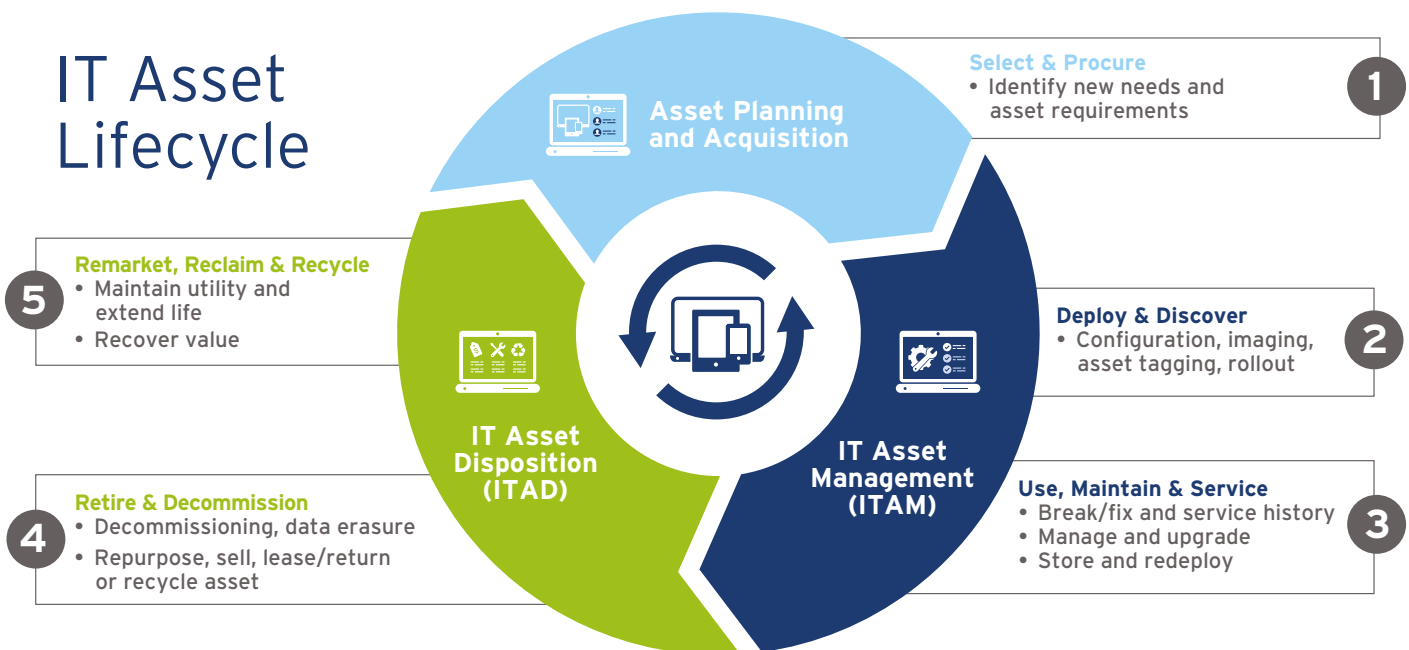 IT Asset
Lifecycle
Asset Planning
and Acquisition
Select & Procure
• Identify new needs and
asset requirements
1
Deploy & Discover
• Configuration, imaging,
asset tagging, rollout
2
IT Asset
Management
(ITAM)
Use, Maintain & Service
• Break/fix and service history
• Manage and upgrade
• Store and redeploy
3
IT Asset
Disposition
(ITAD)
Retire & Decommission
• Decommissioning, data erasure
• Repurpose, sell, lease/return
or recycle asset
4
Remarket, Reclaim & Recycle
• Maintain utility and
extend life
• Recover value
5